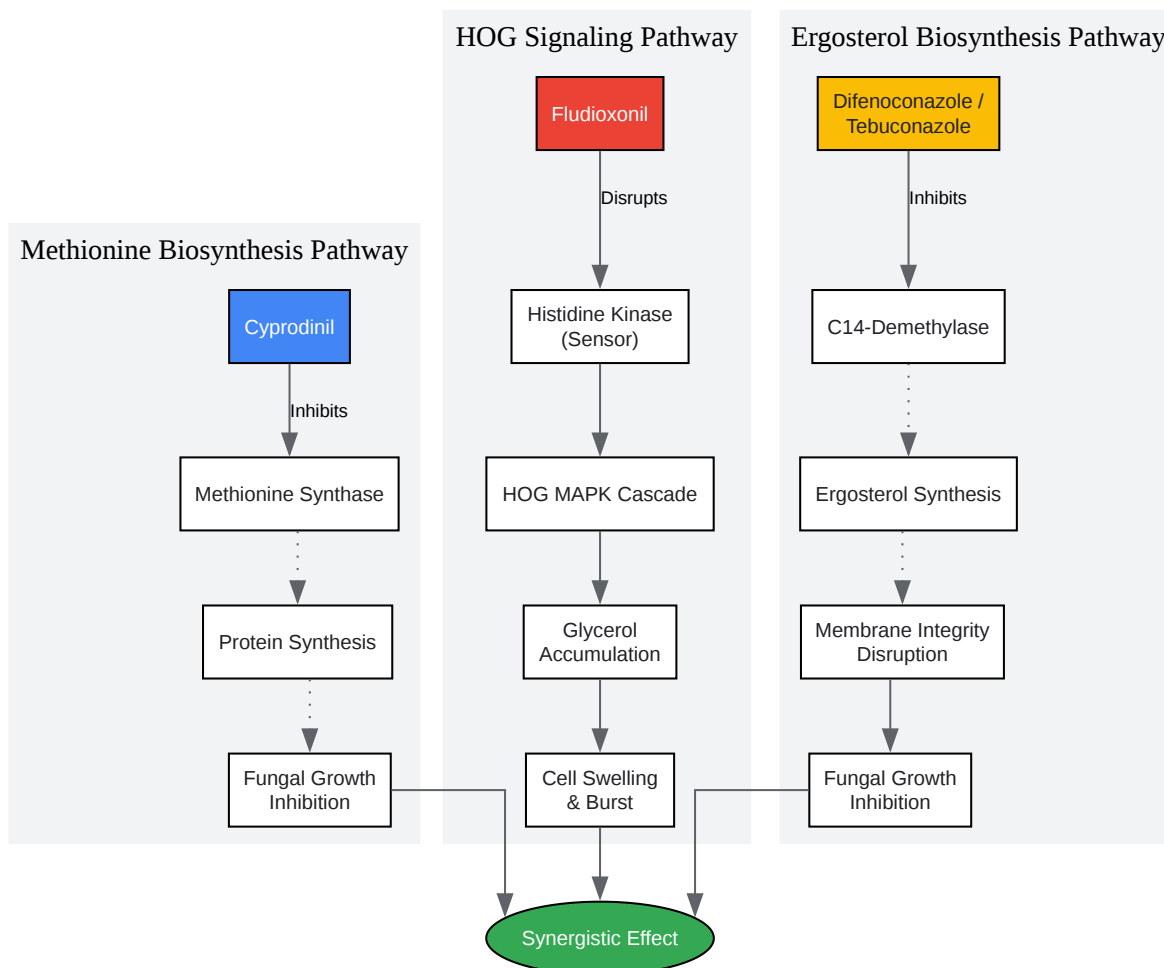 HOG Signaling Pathway
Ergosterol Biosynthesis Pathway
Fludioxonil
Difenoconazole /
Tebuconazole
Disrupts
Inhibits
Methionine Biosynthesis Pathway
Cyprodinil
Histidine Kinase
(Sensor)
C14-Demethylase
Inhibits
Methionine Synthase
HOG MAPK Cascade
Ergosterol Synthesis
Protein Synthesis
Glycerol
Accumulation
Membrane Integrity
Disruption
Fungal Growth
Inhibition
Cell Swelling
& Burst
Fungal Growth
Inhibition
Synergistic Effect